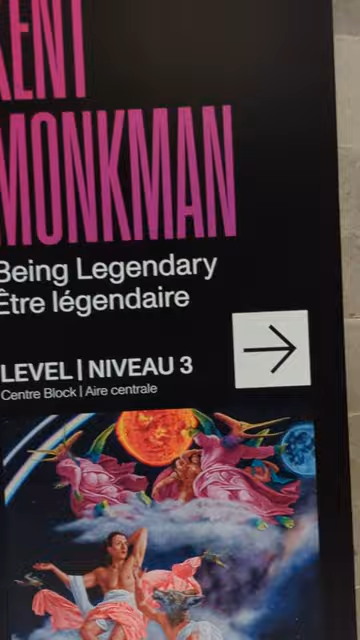 KENT
MONKMAN
Being Legendary
Être légendaire
LEVEL | NIVEAU 3
Centre Block | Aire centrale